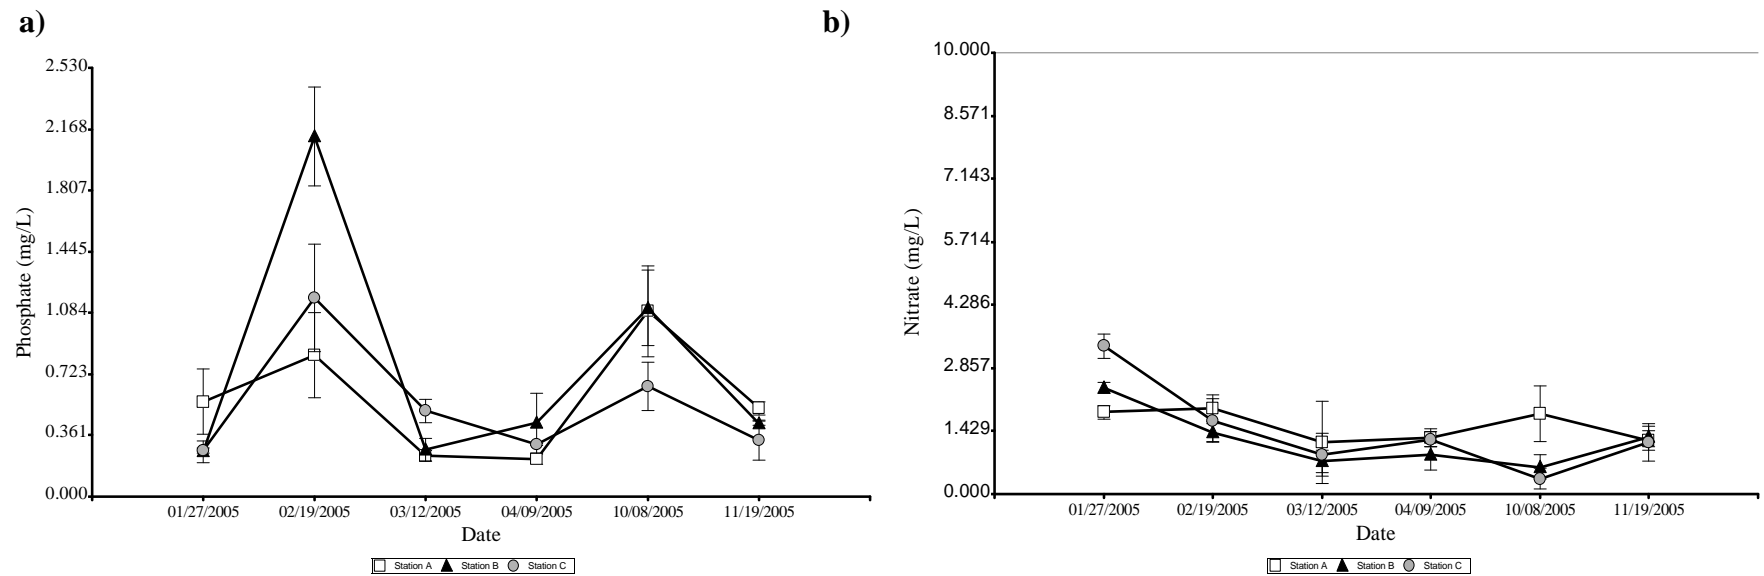 a)
2.530
2.168
1.807
1.445
1.084
0.723
0.361
0.000
Phosphate (mg/L)
01/27/2005 02/19/2005 03/12/2005 04/09/2005 10/08/2005 11/19/2005
Date
Station A Station B Station C
b)
10.000
8.571
7.143
5.714
4.286
2.857
1.429
0.000
Nitrate (mg/L)
01/27/2005 02/19/2005 03/12/2005 04/09/2005 10/08/2005 11/19/2005
Date
Station A Station B Station C